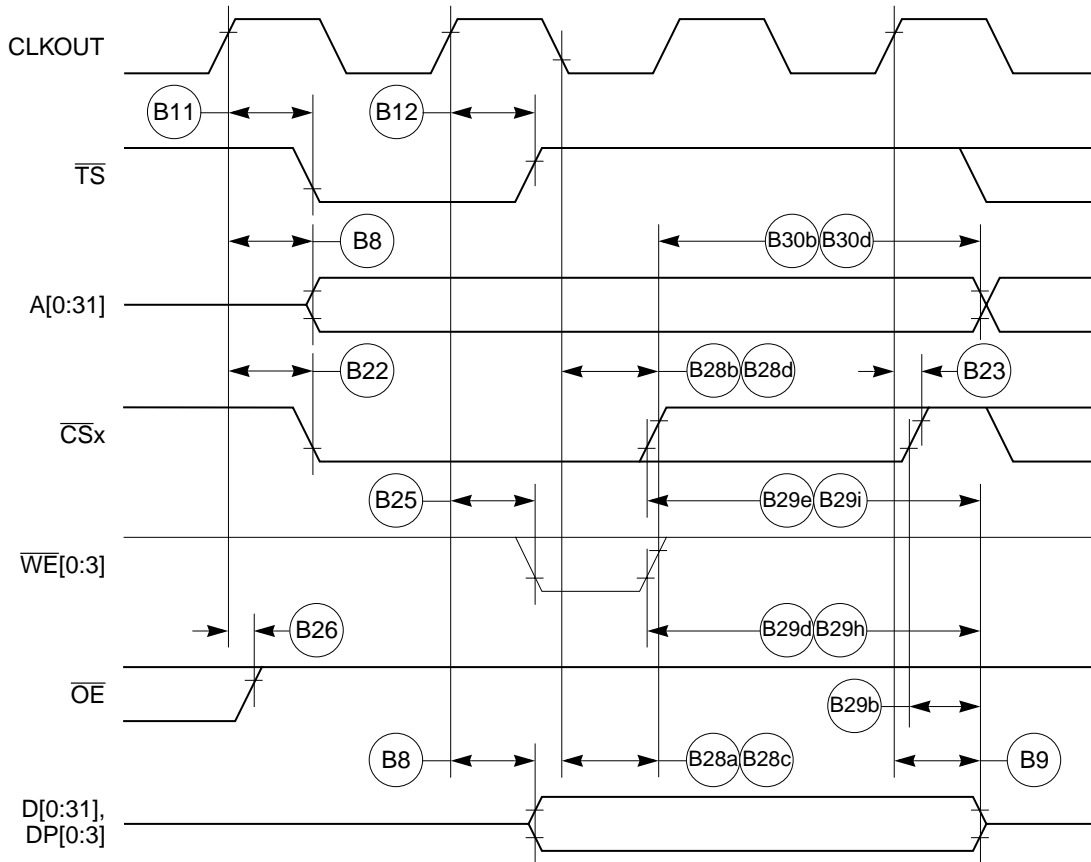 CLKOUT
B11
B12
TS
B8
B30b B30d
A[0:31]
B22
B28b B28d
B23
CSx
B25
B29e B29i
WE[0:3]
B26
B29d B29h
OE
B29b
B8
B28a B28c
B9
D[0:31],
DP[0:3]